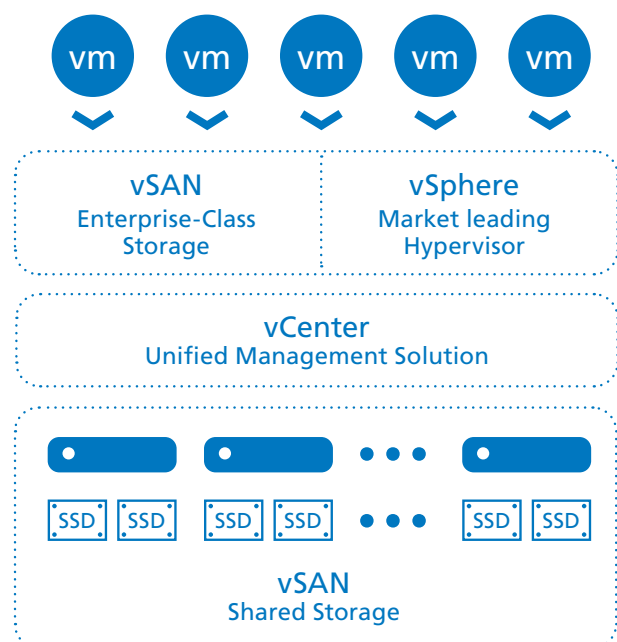 vm vm vm vm vm
vSAN
Enterprise-Class
Storage
vSphere
Market leading
Hypervisor
vCenter
Unified Management Solution
SSD SSD SSD SSD SSD SSD
vSAN
Shared Storage